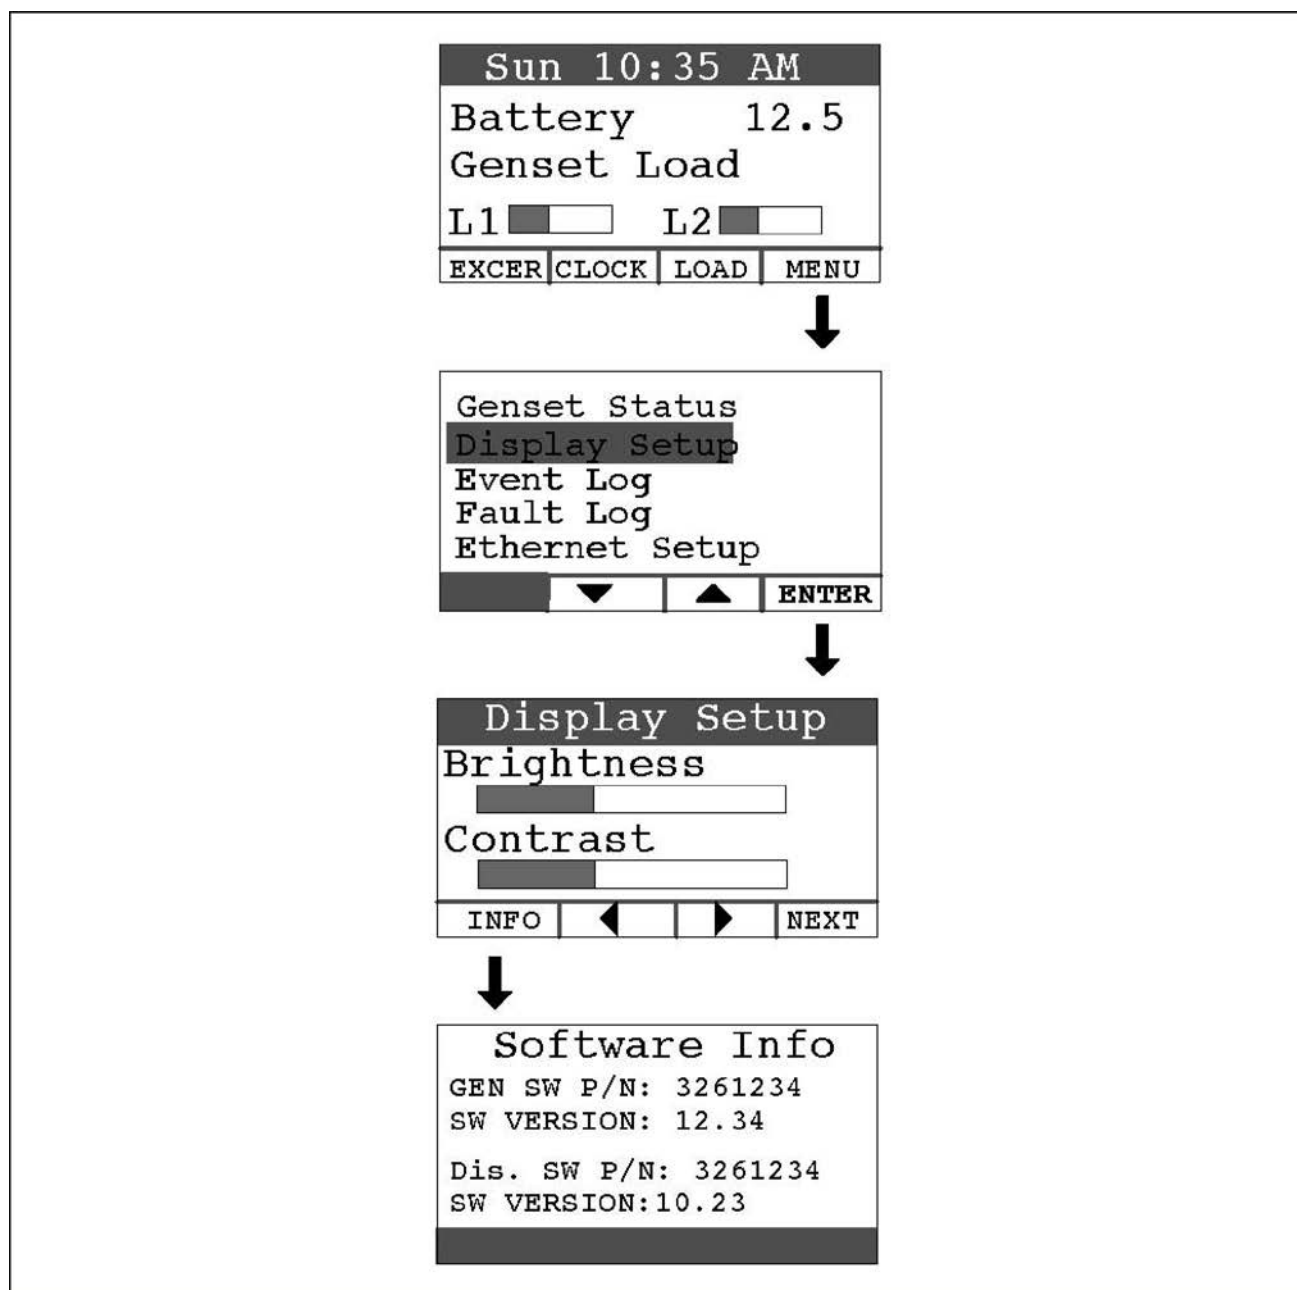 Sun 10:35 AM
Battery 12.5
Genset Load
L1 L2
EXCER CLOCK LOAD MENU
Genset Status
Display Setup
Event Log
Fault Log
Ethernet Setup
ENTER
Display Setup
Brightness
Contrast
INFO NEXT
Software Info
GEN SW P/N: 3261234
SW VERSION: 12.34
Dis. SW P/N: 3261234
SW VERSION:10.23